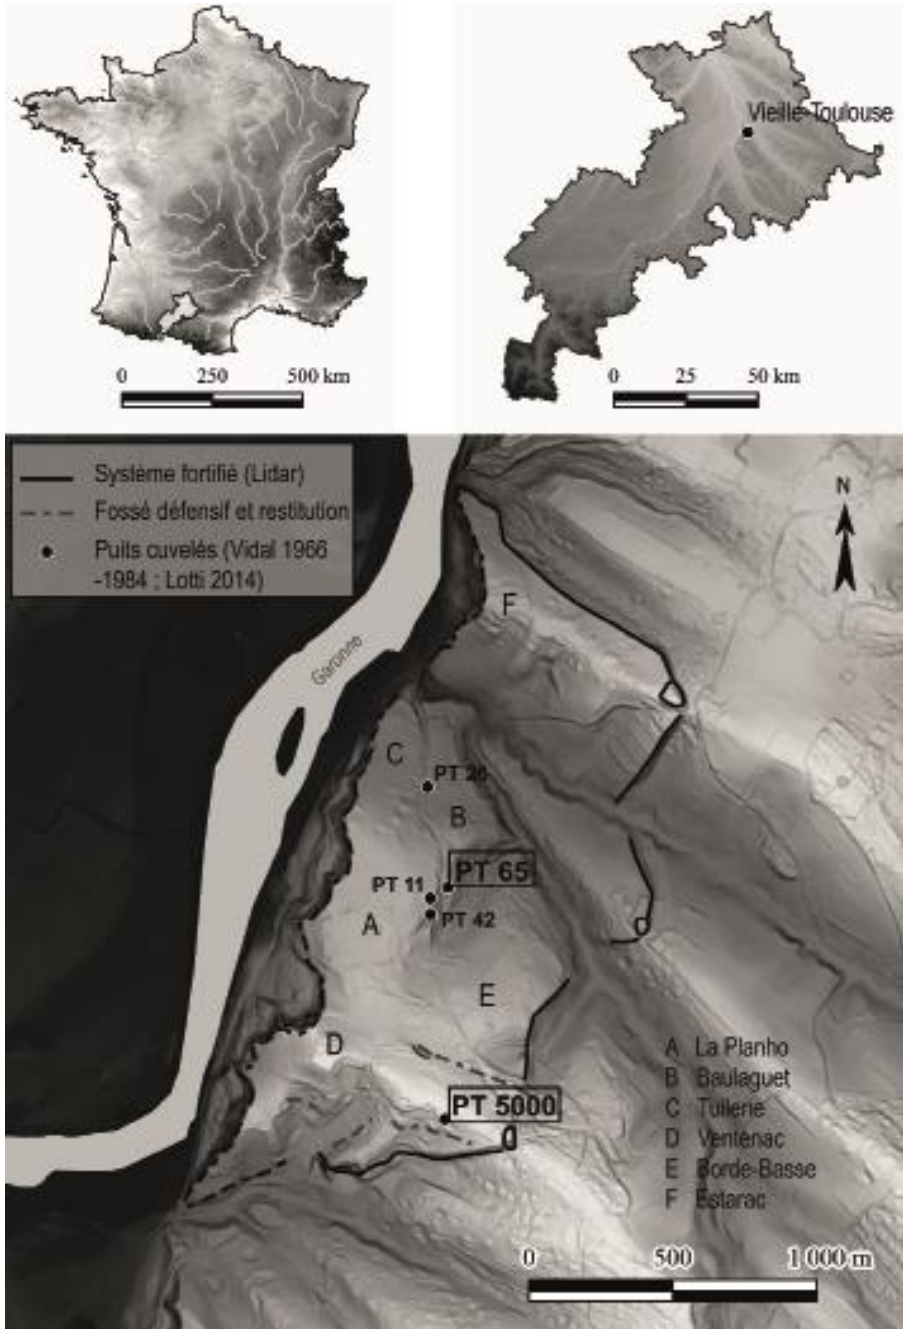 0 250 500 km
Vieille-Toulouse
0 25 50 km
Système fortifié (Lidar)
Fossé défensif et restitution
Puits cuvelés (Vidal 1966
-1984 ; Lotti 2014)
N
Garonne
F
C
PT 26
B
PT 65
PT 11
A
PT 42
E
D
PT 5000
A La Planho
B Baulaguet
C Tuilerie
D Ventenac
E Borde-Basse
F Estarac
0 500 1 000 m